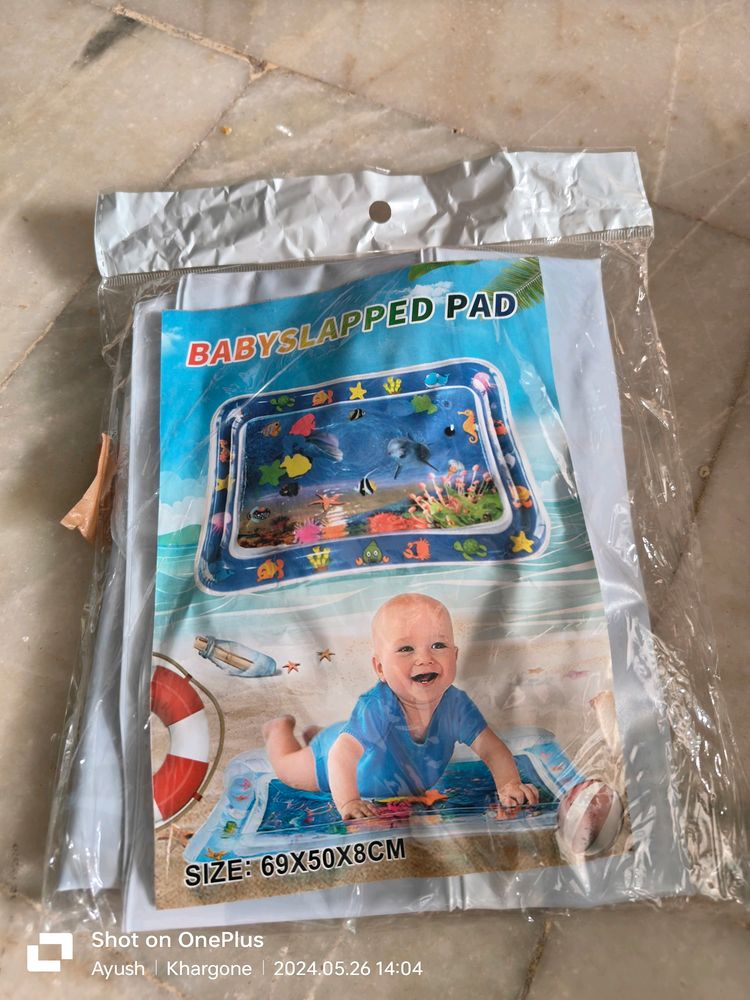 BABYSLAPPED PAD
SIZE: 69X50X8CM
Shot on OnePlus
Ayush | Khargone | 2024.05.26 14:04